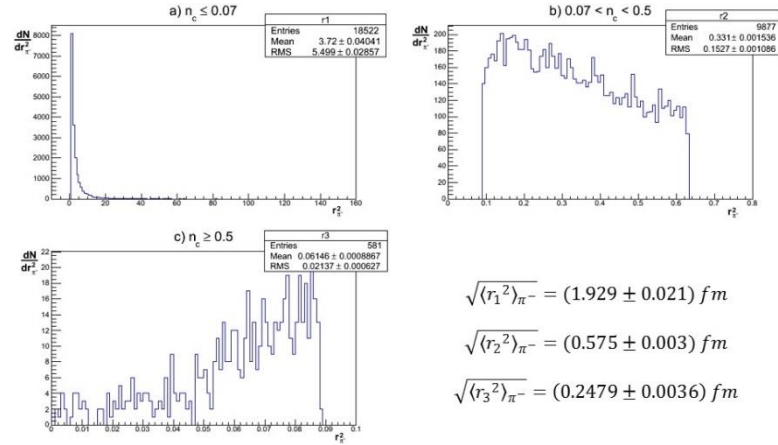 a) n_c ≤ 0.07
r1
Entries 18522
Mean 3.72 ± 0.04041
RMS 5.499 ± 0.02857
dN/dr²_π⁻
8000
7000
6000
5000
4000
3000
2000
1000
0
0 20 40 60 80 100 120 140 160
r²_π⁻
b) 0.07 < n_c < 0.5
r2
Entries 9877
Mean 0.331 ± 0.001536
RMS 0.1527 ± 0.001086
dN/dr²_π⁻
200
180
160
140
120
100
80
60
40
20
0
0 0.1 0.2 0.3 0.4 0.5 0.6 0.7 0.8
r²_π⁻
c) n_c ≥ 0.5
r3
Entries 581
Mean 0.06146 ± 0.0008867
RMS 0.02137 ± 0.000627
dN/dr²_π⁻
22
20
18
16
14
12
10
8
6
4
2
0
0 0.01 0.02 0.03 0.04 0.05 0.06 0.07 0.08 0.09 0.1
r²_π⁻
√⟨r₁²⟩_π⁻ = (1.929 ± 0.021) fm
√⟨r₂²⟩_π⁻ = (0.575 ± 0.003) fm
√⟨r₃²⟩_π⁻ = (0.2479 ± 0.0036) fm